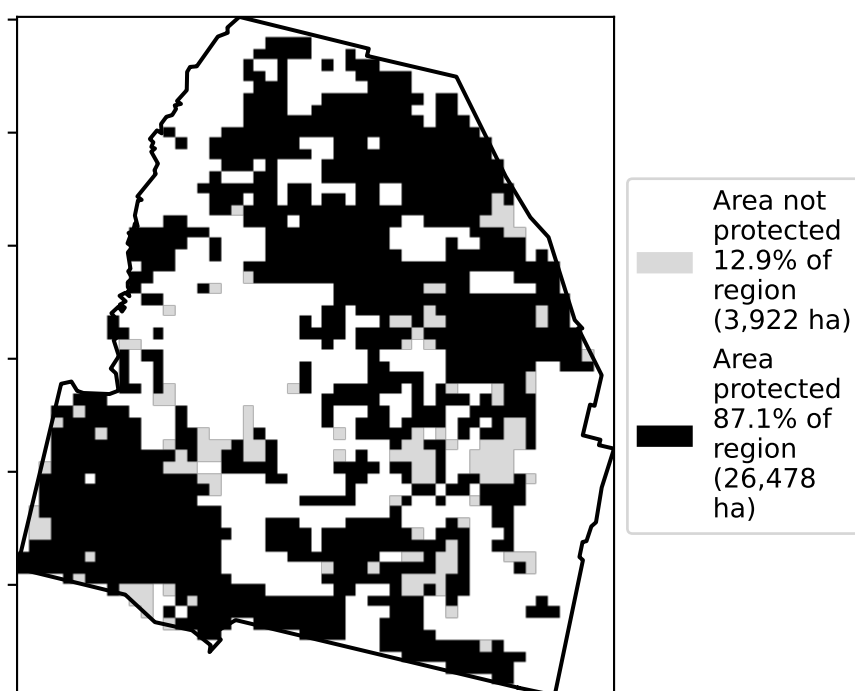 Area not
protected
12.9% of
region
(3,922 ha)
Area
protected
87.1% of
region
(26,478
ha)